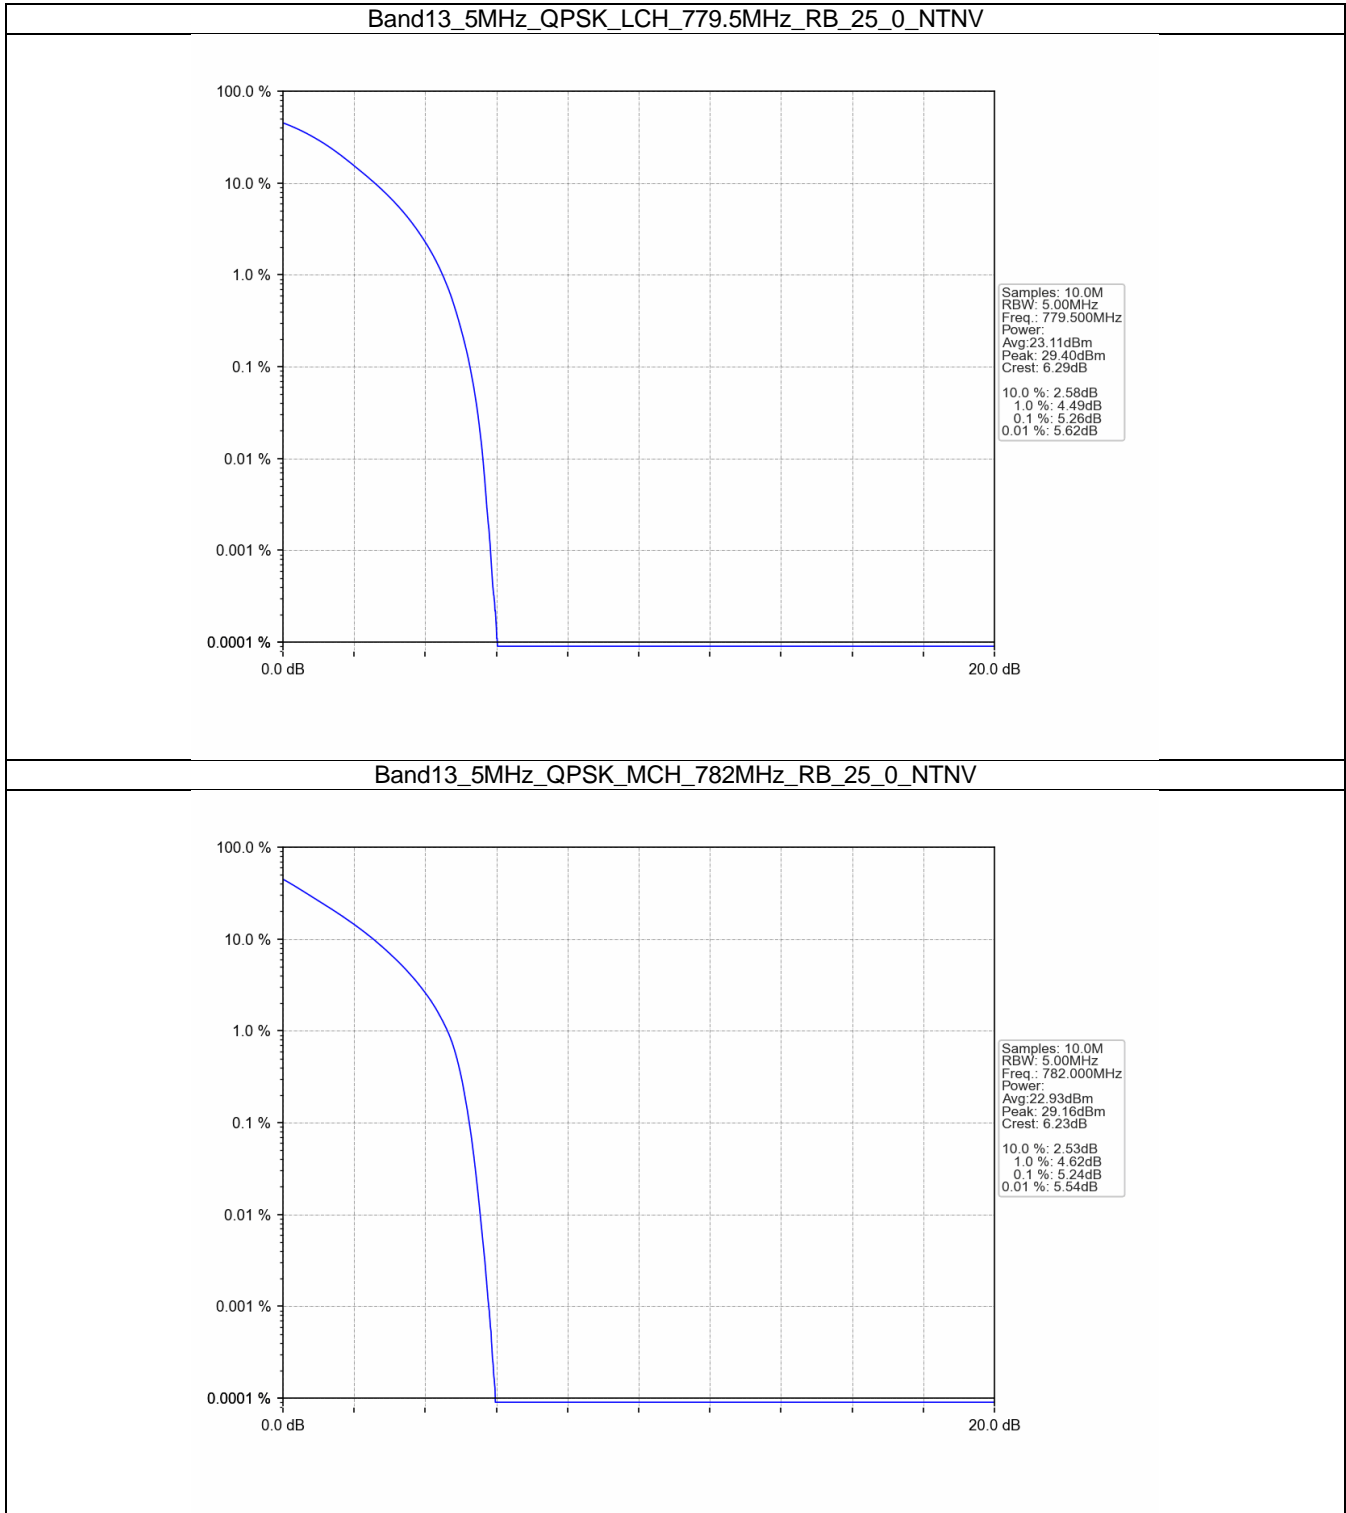 Band13_5MHz_QPSK_LCH_779.5MHz_RB_25_0_NTNV
100.0 %
10.0 %
1.0 %
0.1 %
0.01 %
0.001 %
0.0001 %
0.0 dB
20.0 dB
Samples: 10.0M
RBW: 5.00MHz
Freq.: 779.500MHz
Power:
Avg:23.11dBm
Peak: 29.40dBm
Crest: 6.29dB
10.0 %: 2.58dB
1.0 %: 4.49dB
0.1 %: 5.26dB
0.01 %: 5.62dB
Band13_5MHz_QPSK_MCH_782MHz_RB_25_0_NTNV
100.0 %
10.0 %
1.0 %
0.1 %
0.01 %
0.001 %
0.0001 %
0.0 dB
20.0 dB
Samples: 10.0M
RBW: 5.00MHz
Freq.: 782.000MHz
Power:
Avg:22.93dBm
Peak: 29.16dBm
Crest: 6.23dB
10.0 %: 2.53dB
1.0 %: 4.62dB
0.1 %: 5.24dB
0.01 %: 5.54dB